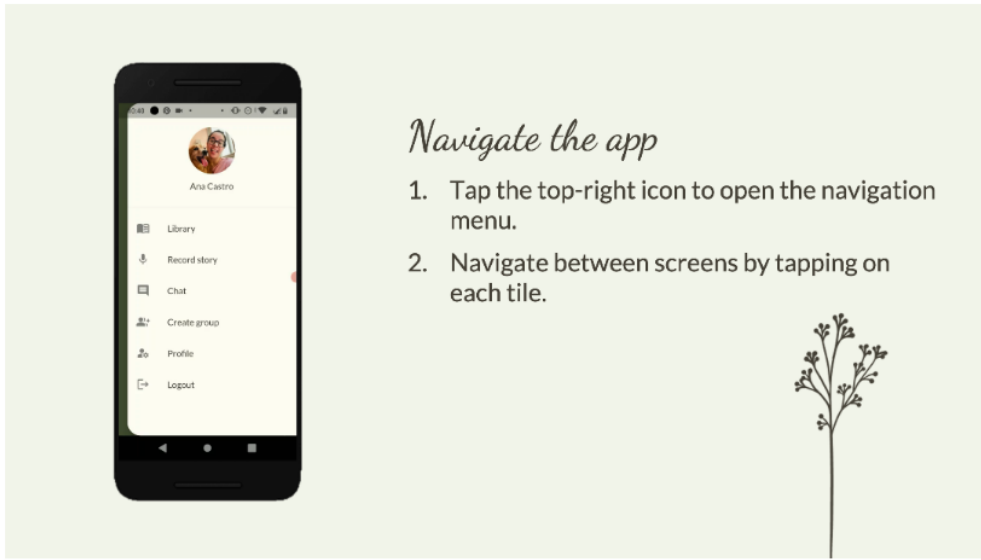 Ana Castro
Library
Record story
Chat
Create group
Profile
Logout
Navigate the app
1. Tap the top-right icon to open the navigation
menu.
2. Navigate between screens by tapping on
each tile.